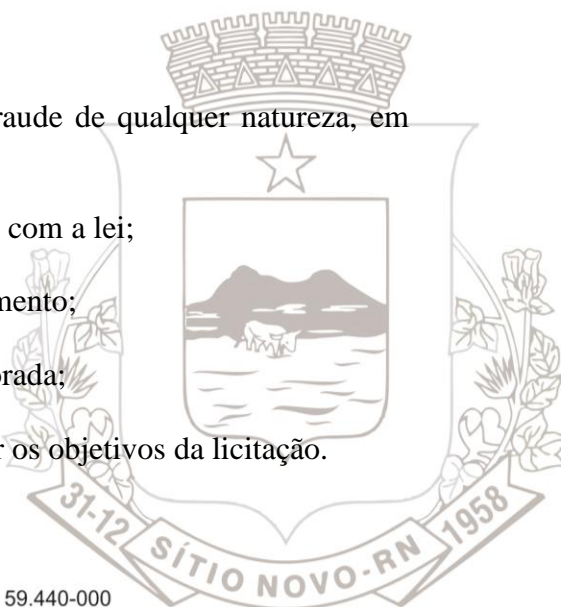 raude de qualquer natureza, em
com a lei;
mento;
orada;
r os objetivos da licitação.
31-12 SÍTIO NOVO-RN 1958
59.440-000